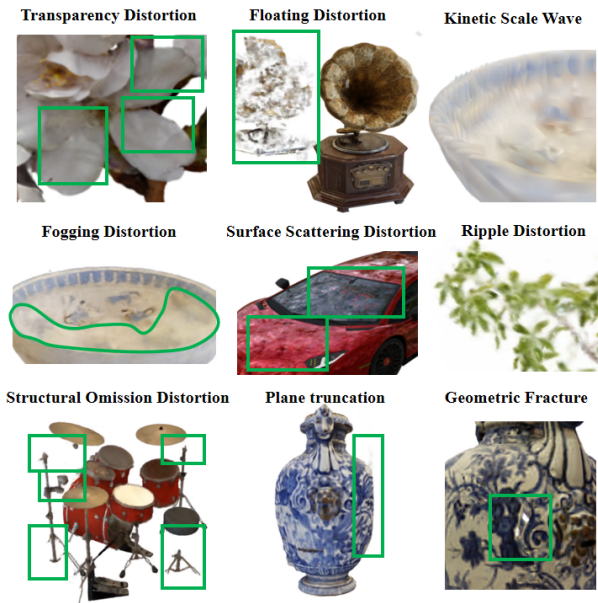 Transparency Distortion
Floating Distortion
Kinetic Scale Wave
Fogging Distortion
Surface Scattering Distortion
Ripple Distortion
Structural Omission Distortion
Plane truncation
Geometric Fracture